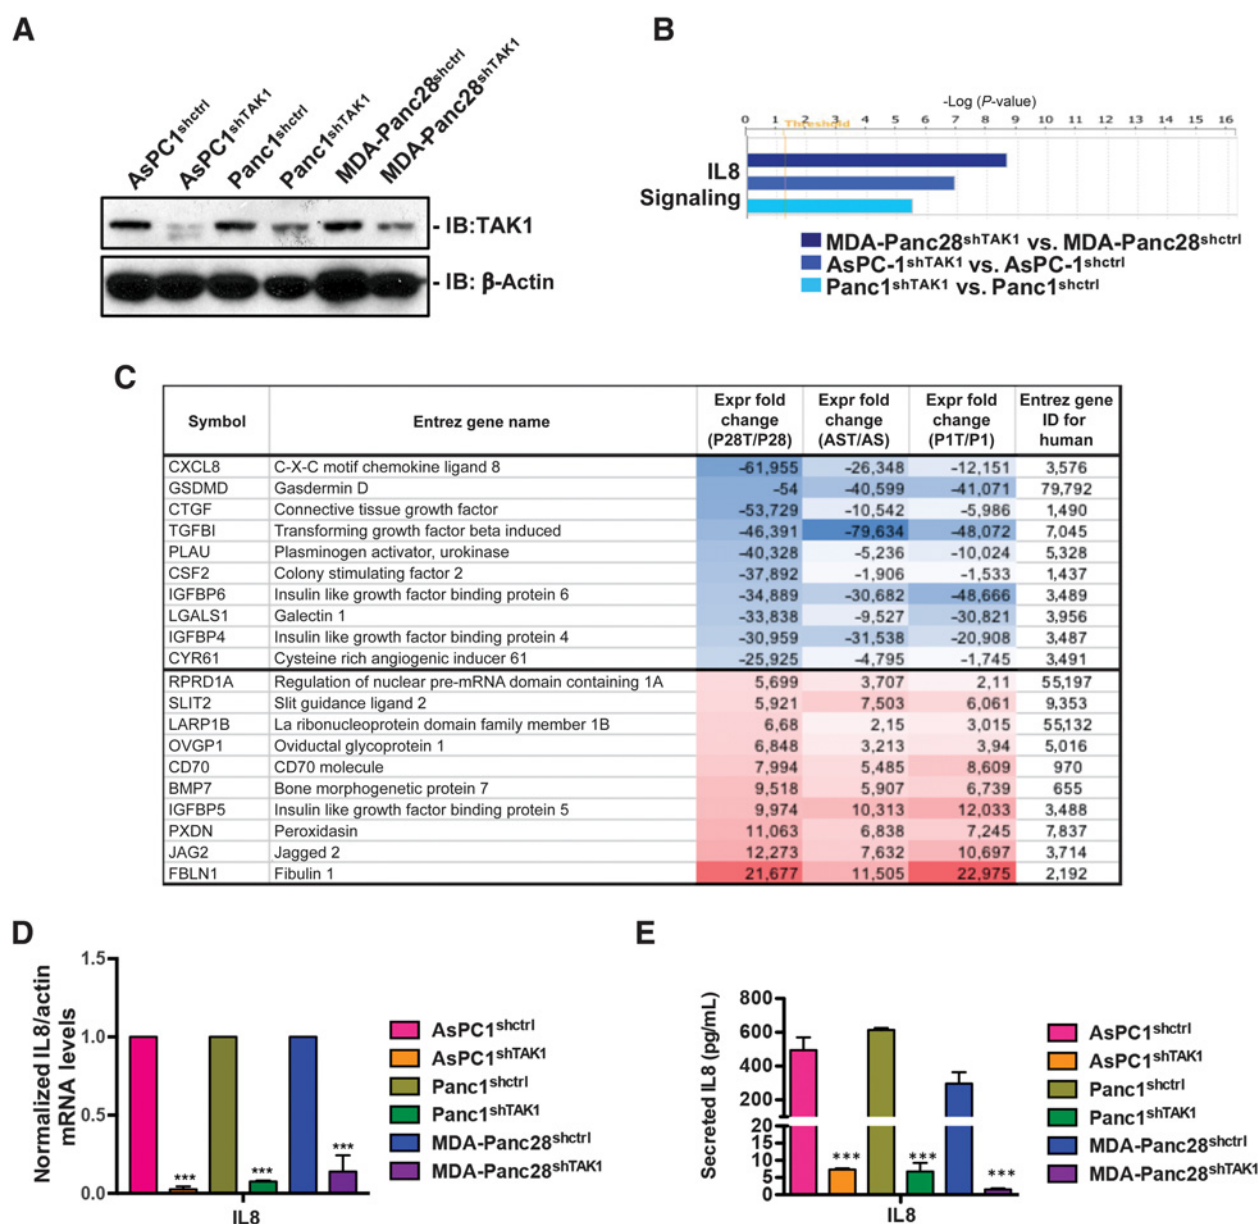 A
AsPC1shctrl
AsPC1shTAK1
Panc1shctrl
Panc1shTAK1
MDA-Panc28shctrl
MDA-Panc28shTAK1
- IB:TAK1
- IB: β-Actin
B
-Log (P-value)
0 1 2 3 4 5 6 7 8 9 10 11 12 13 14 15 16
Threshold
IL8
Signaling
MDA-Panc28shTAK1 vs. MDA-Panc28shctrl
AsPC-1shTAK1 vs. AsPC-1shctrl
Panc1shTAK1 vs. Panc1shctrl
C
Symbol Entrez gene name Expr fold change (P28T/P28) Expr fold change (AST/AS) Expr fold change (P1T/P1) Entrez gene ID for human
CXCL8 C-X-C motif chemokine ligand 8 -61,955 -26,348 -12,151 3,576
GSDMD Gasdermin D -54 -40,599 -41,071 79,792
CTGF Connective tissue growth factor -53,729 -10,542 -5,986 1,490
TGFBI Transforming growth factor beta induced -46,391 -79,634 -48,072 7,045
PLAU Plasminogen activator, urokinase -40,328 -5,236 -10,024 5,328
CSF2 Colony stimulating factor 2 -37,892 -1,906 -1,533 1,437
IGFBP6 Insulin like growth factor binding protein 6 -34,889 -30,682 -48,666 3,489
LGALS1 Galectin 1 -33,838 -9,527 -30,821 3,956
IGFBP4 Insulin like growth factor binding protein 4 -30,959 -31,538 -20,908 3,487
CYR61 Cysteine rich angiogenic inducer 61 -25,925 -4,795 -1,745 3,491
RPRD1A Regulation of nuclear pre-mRNA domain containing 1A 5,699 3,707 2,11 55,197
SLIT2 Slit guidance ligand 2 5,921 7,503 6,061 9,353
LARP1B La ribonucleoprotein domain family member 1B 6,68 2,15 3,015 55,132
OVGP1 Oviductal glycoprotein 1 6,848 3,213 3,94 5,016
CD70 CD70 molecule 7,994 5,485 8,609 970
BMP7 Bone morphogenetic protein 7 9,518 5,907 6,739 655
IGFBP5 Insulin like growth factor binding protein 5 9,974 10,313 12,033 3,488
PXDN Peroxidasin 11,063 6,838 7,245 7,837
JAG2 Jagged 2 12,273 7,632 10,697 3,714
FBLN1 Fibulin 1 21,677 11,505 22,975 2,192
D
Normalized IL8/actin
mRNA levels
1.5
1.0
0.5
0.0
***
***
***
IL8
AsPC1shctrl
AsPC1shTAK1
Panc1shctrl
Panc1shTAK1
MDA-Panc28shctrl
MDA-Panc28shTAK1
E
Secreted IL8 (pg/mL)
800
600
400
200
20
15
10
5
0
***
***
***
IL8
AsPC1shctrl
AsPC1shTAK1
Panc1shctrl
Panc1shTAK1
MDA-Panc28shctrl
MDA-Panc28shTAK1